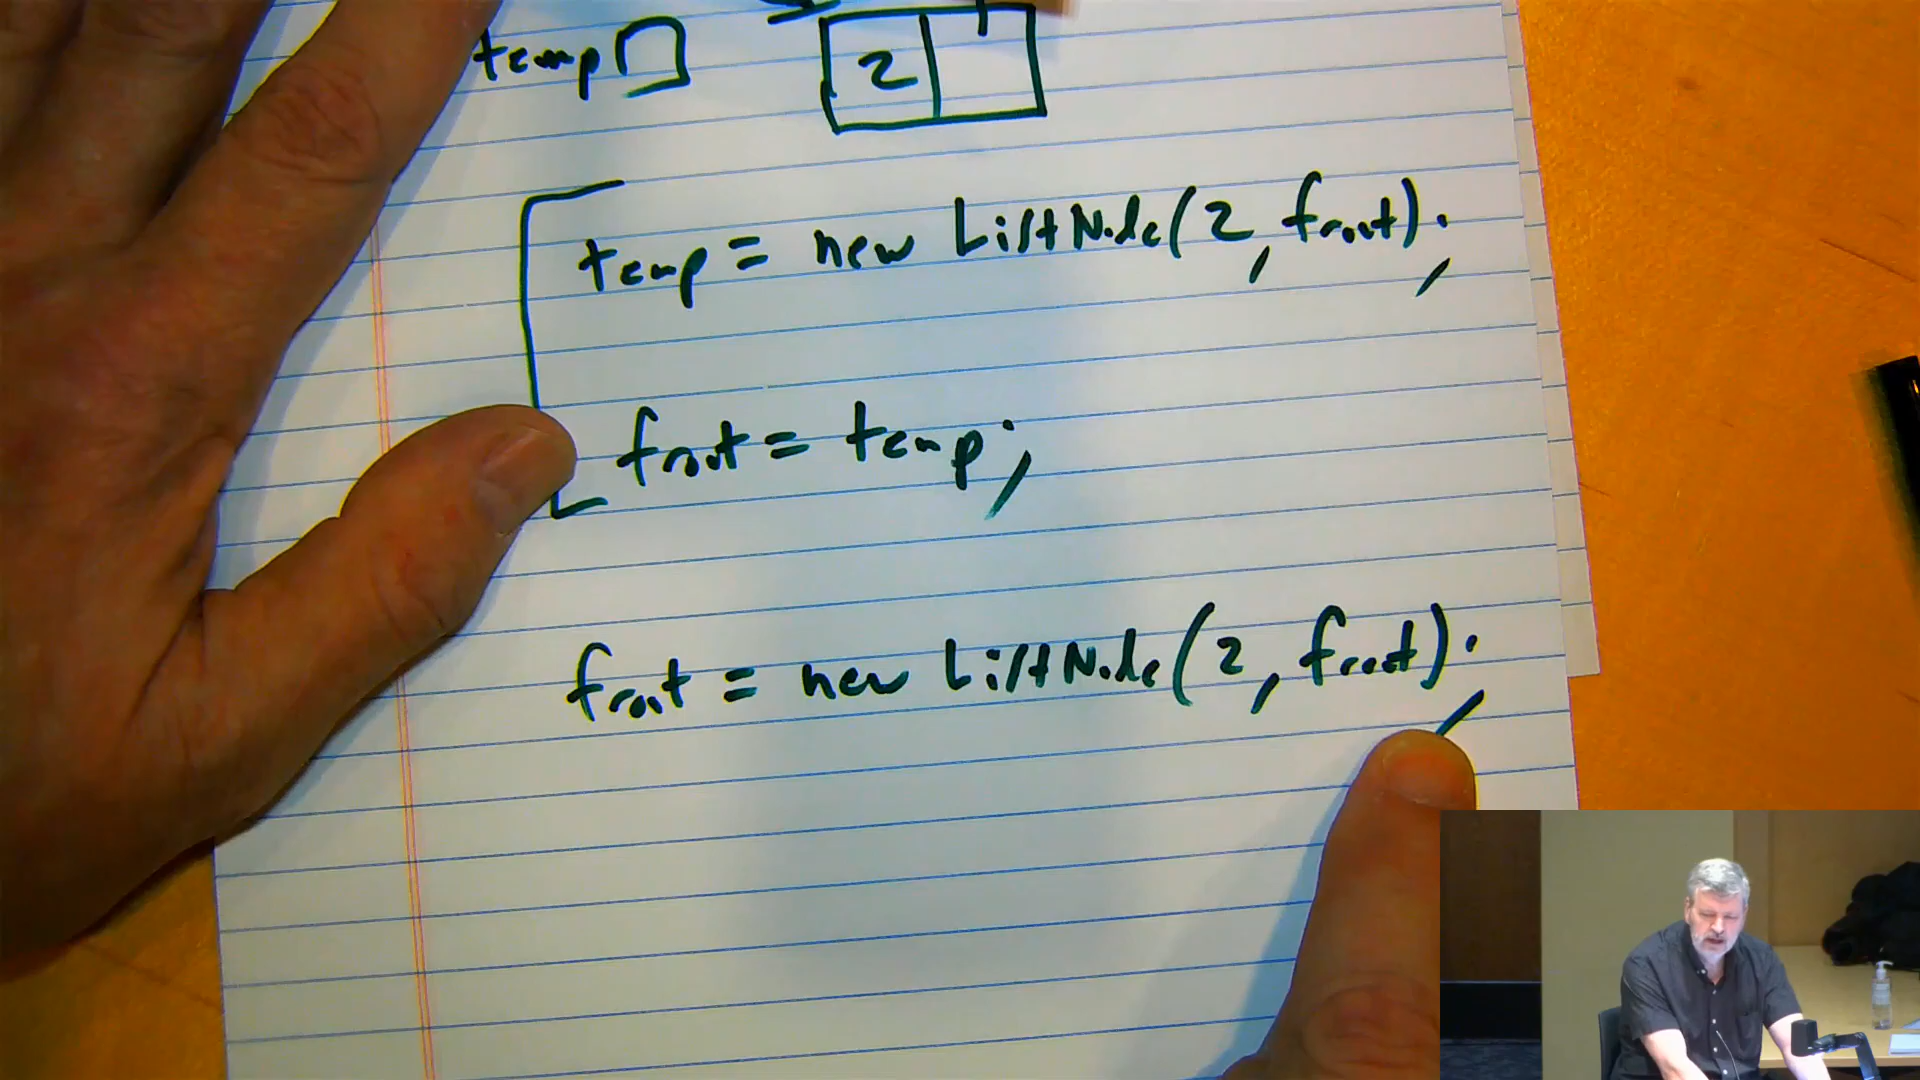 temp
2
temp = new ListNode(2, front);
front = temp;
front = new ListNode(2, front);